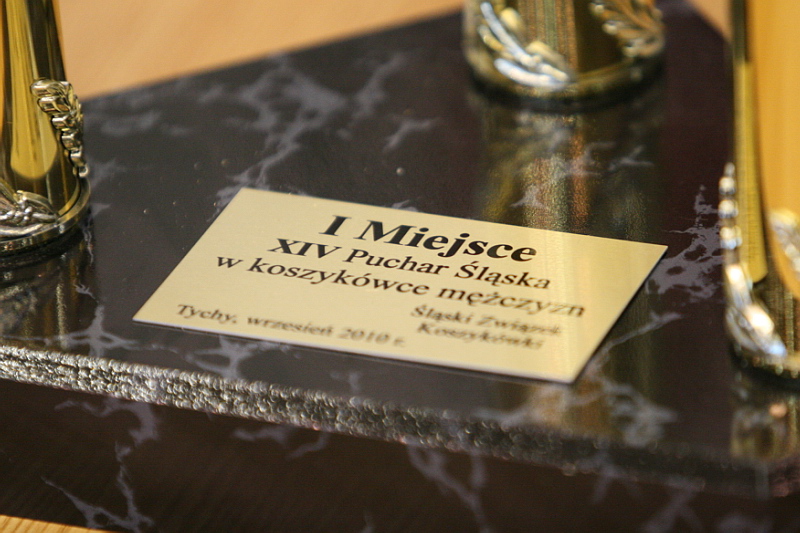 I Miejsce
XIV Puchar Śląska
w koszykówce mężczyzn
Śląski Związek
Koszykówki
Tychy, wrzesień 2010 r.